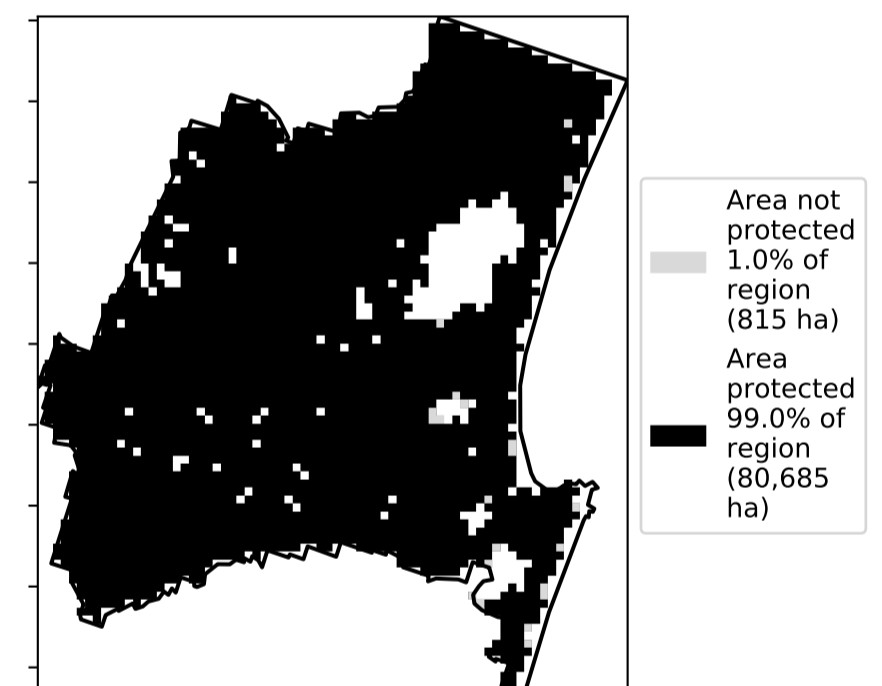 Area not
protected
1.0% of
region
(815 ha)
Area
protected
99.0% of
region
(80,685
ha)